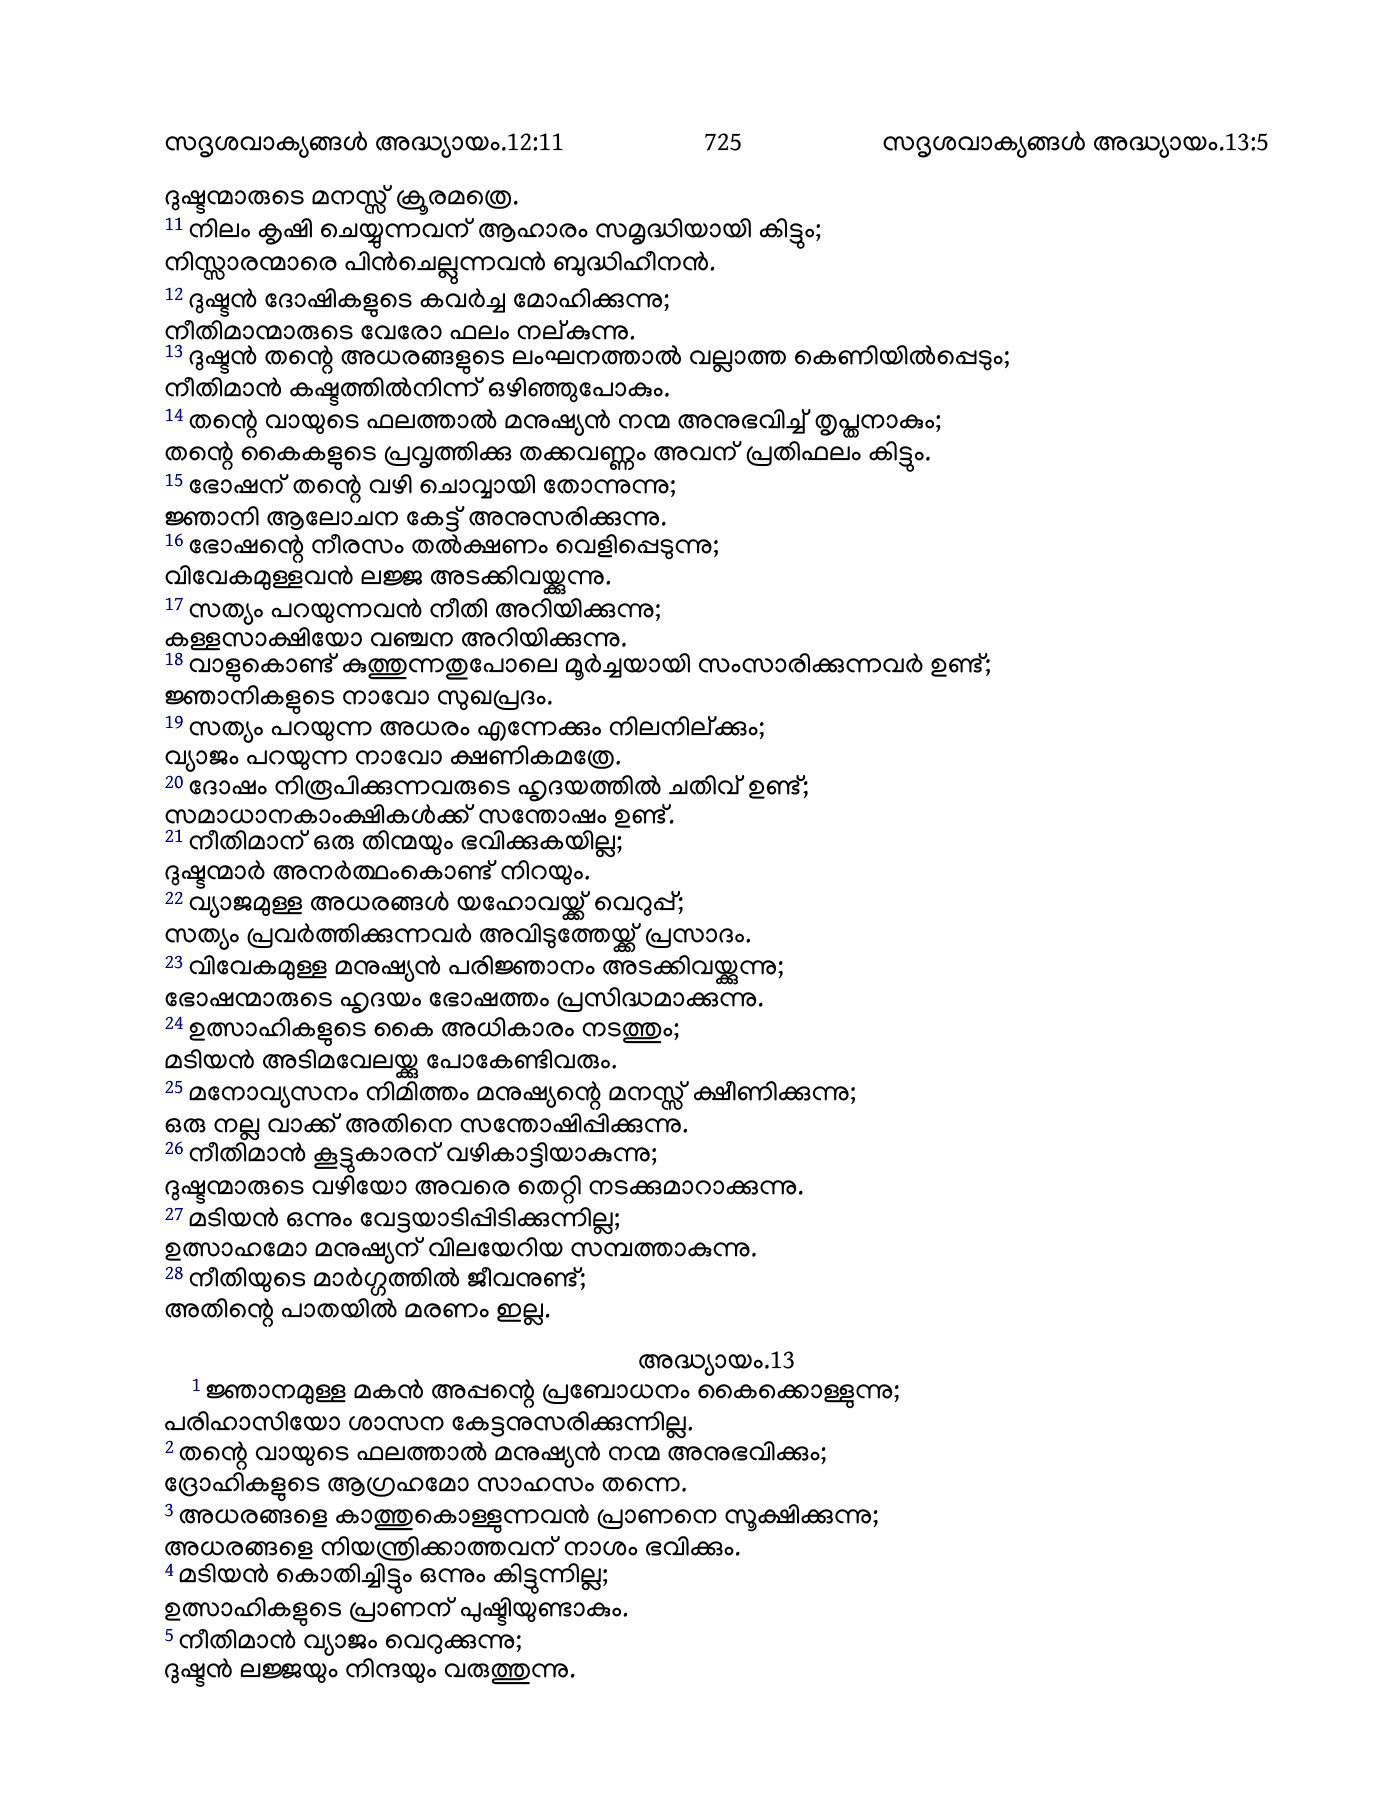 സദൃശവാക്യങ്ങൾ അദ്ധ്യായം.12:11 725 സദൃശവാക്യങ്ങൾ അദ്ധ്യായം.13:5
ദുഷ്ടന്മാരുടെ മനസ്സ് ക്രൂരമത്രെ.
11 നിലം കൃഷി ചെയ്യുന്നവന് ആഹാരം സമൃദ്ധിയായി കിട്ടും;
നിസ്സാരന്മാരെ പിൻചെല്ലുന്നവൻ ബുദ്ധിഹീനൻ.
12 ദുഷ്ടൻ ദോഷികളുടെ കവർച്ച മോഹിക്കുന്നു;
നീതിമാന്മാരുടെ വേരോ ഫലം നല്കുന്നു.
13 ദുഷ്ടൻ തന്റെ അധരങ്ങളുടെ ലംഘനത്താൽ വല്ലാത്ത കെണിയിൽപ്പെടും;
നീതിമാൻ കഷ്ടത്തിൽനിന്ന് ഒഴിഞ്ഞുപോകും.
14 തന്റെ വായുടെ ഫലത്താൽ മനുഷ്യൻ നന്മ അനുഭവിച്ച് തൃപ്തനാകും;
തന്റെ കൈകളുടെ പ്രവൃത്തിക്കു തക്കവണ്ണം അവന് പ്രതിഫലം കിട്ടും.
15 ഭോഷന് തന്റെ വഴി ചൊവ്വായി തോന്നുന്നു;
ജ്ഞാനി ആലോചന കേട്ട് അനുസരിക്കുന്നു.
16 ഭോഷന്റെ നീരസം തൽക്ഷണം വെളിപ്പെടുന്നു;
വിവേകമുള്ളവൻ ലജ്ജ അടക്കിവയ്ക്കുന്നു.
17 സത്യം പറയുന്നവൻ നീതി അറിയിക്കുന്നു;
കള്ളസാക്ഷിയോ വഞ്ചന അറിയിക്കുന്നു.
18 വാളുകൊണ്ട് കുത്തുന്നതുപോലെ മൂർച്ചയായി സംസാരിക്കുന്നവർ ഉണ്ട്;
ജ്ഞാനികളുടെ നാവോ സുഖപ്രദം.
19 സത്യം പറയുന്ന അധരം എന്നേക്കും നിലനില്ക്കും;
വ്യാജം പറയുന്ന നാവോ ക്ഷണികമത്രേ.
20 ദോഷം നിരൂപിക്കുന്നവരുടെ ഹൃദയത്തിൽ ചതിവ് ഉണ്ട്;
സമാധാനകാംക്ഷികൾക്ക് സന്തോഷം ഉണ്ട്.
21 നീതിമാന് ഒരു തിന്മയും ഭവിക്കുകയില്ല;
ദുഷ്ടന്മാർ അനർത്ഥംകൊണ്ട് നിറയും.
22 വ്യാജമുള്ള അധരങ്ങൾ യഹോവയ്ക്ക് വെറുപ്പ്;
സത്യം പ്രവർത്തിക്കുന്നവർ അവിടുത്തേയ്ക്ക് പ്രസാദം.
23 വിവേകമുള്ള മനുഷ്യൻ പരിജ്ഞാനം അടക്കിവയ്ക്കുന്നു;
ഭോഷന്മാരുടെ ഹൃദയം ഭോഷത്തം പ്രസിദ്ധമാക്കുന്നു.
24 ഉത്സാഹികളുടെ കൈ അധികാരം നടത്തും;
മടിയൻ അടിമവേലയ്ക്കു പോകേണ്ടിവരും.
25 മനോവ്യസനം നിമിത്തം മനുഷ്യന്റെ മനസ്സ് ക്ഷീണിക്കുന്നു;
ഒരു നല്ല വാക്ക് അതിനെ സന്തോഷിപ്പിക്കുന്നു.
26 നീതിമാൻ കൂട്ടുകാരന് വഴികാട്ടിയാകുന്നു;
ദുഷ്ടന്മാരുടെ വഴിയോ അവരെ തെറ്റി നടക്കുമാറാക്കുന്നു.
27 മടിയൻ ഒന്നും വേട്ടയാടിപ്പിടിക്കുന്നില്ല;
ഉത്സാഹമോ മനുഷ്യന് വിലയേറിയ സമ്പത്താകുന്നു.
28 നീതിയുടെ മാർഗ്ഗത്തിൽ ജീവനുണ്ട്;
അതിന്റെ പാതയിൽ മരണം ഇല്ല.
അദ്ധ്യായം.13
1 ജ്ഞാനമുള്ള മകൻ അപ്പന്റെ പ്രബോധനം കൈക്കൊള്ളുന്നു;
പരിഹാസിയോ ശാസന കേട്ടനുസരിക്കുന്നില്ല.
2 തന്റെ വായുടെ ഫലത്താൽ മനുഷ്യൻ നന്മ അനുഭവിക്കും;
ദ്രോഹികളുടെ ആഗ്രഹമോ സാഹസം തന്നെ.
3 അധരങ്ങളെ കാത്തുകൊള്ളുന്നവൻ പ്രാണനെ സൂക്ഷിക്കുന്നു;
അധരങ്ങളെ നിയന്ത്രിക്കാത്തവന് നാശം ഭവിക്കും.
4 മടിയൻ കൊതിച്ചിട്ടും ഒന്നും കിട്ടുന്നില്ല;
ഉത്സാഹികളുടെ പ്രാണന് പുഷ്ടിയുണ്ടാകും.
5 നീതിമാൻ വ്യാജം വെറുക്കുന്നു;
ദുഷ്ടൻ ലജ്ജയും നിന്ദയും വരുത്തുന്നു.